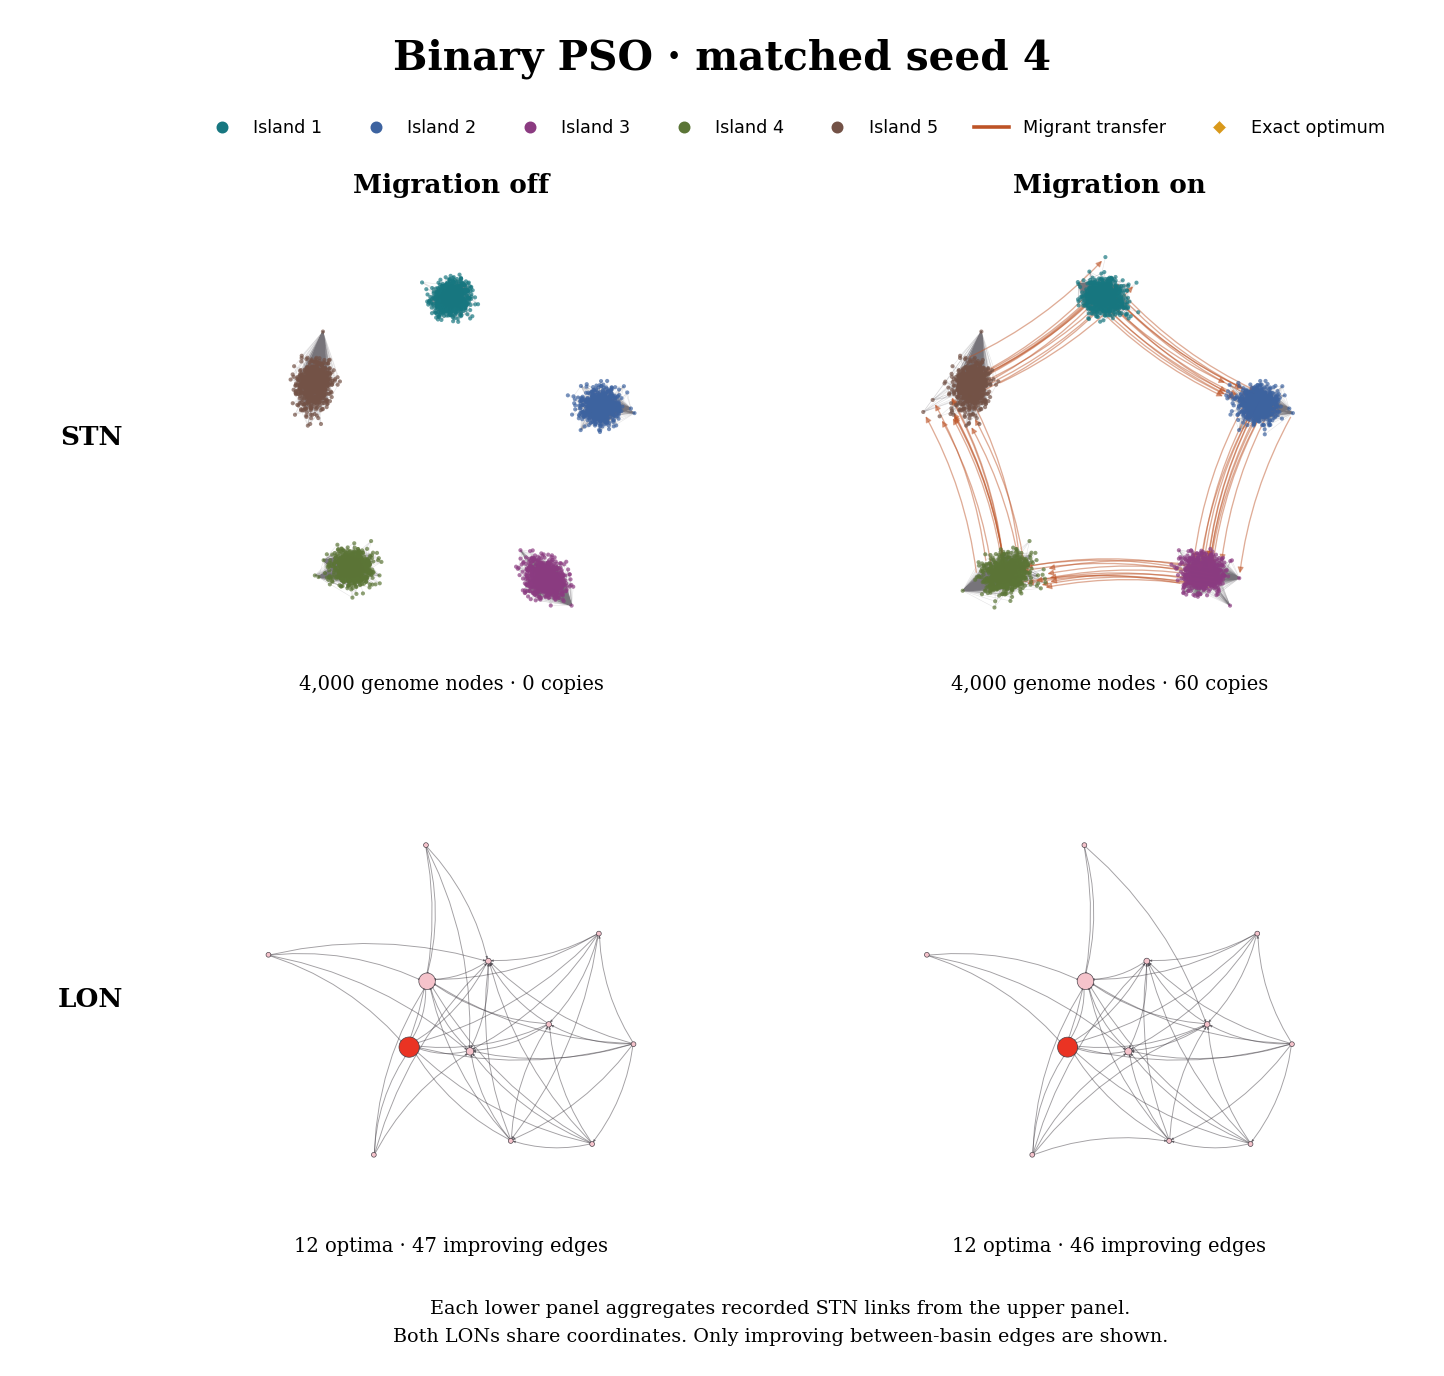 Binary PSO · matched seed 4
Island 1 Island 2 Island 3 Island 4 Island 5 Migrant transfer Exact optimum
Migration off Migration on
STN
4,000 genome nodes · 0 copies 4,000 genome nodes · 60 copies
LON
12 optima · 47 improving edges 12 optima · 46 improving edges
Each lower panel aggregates recorded STN links from the upper panel.
Both LONs share coordinates. Only improving between-basin edges are shown.